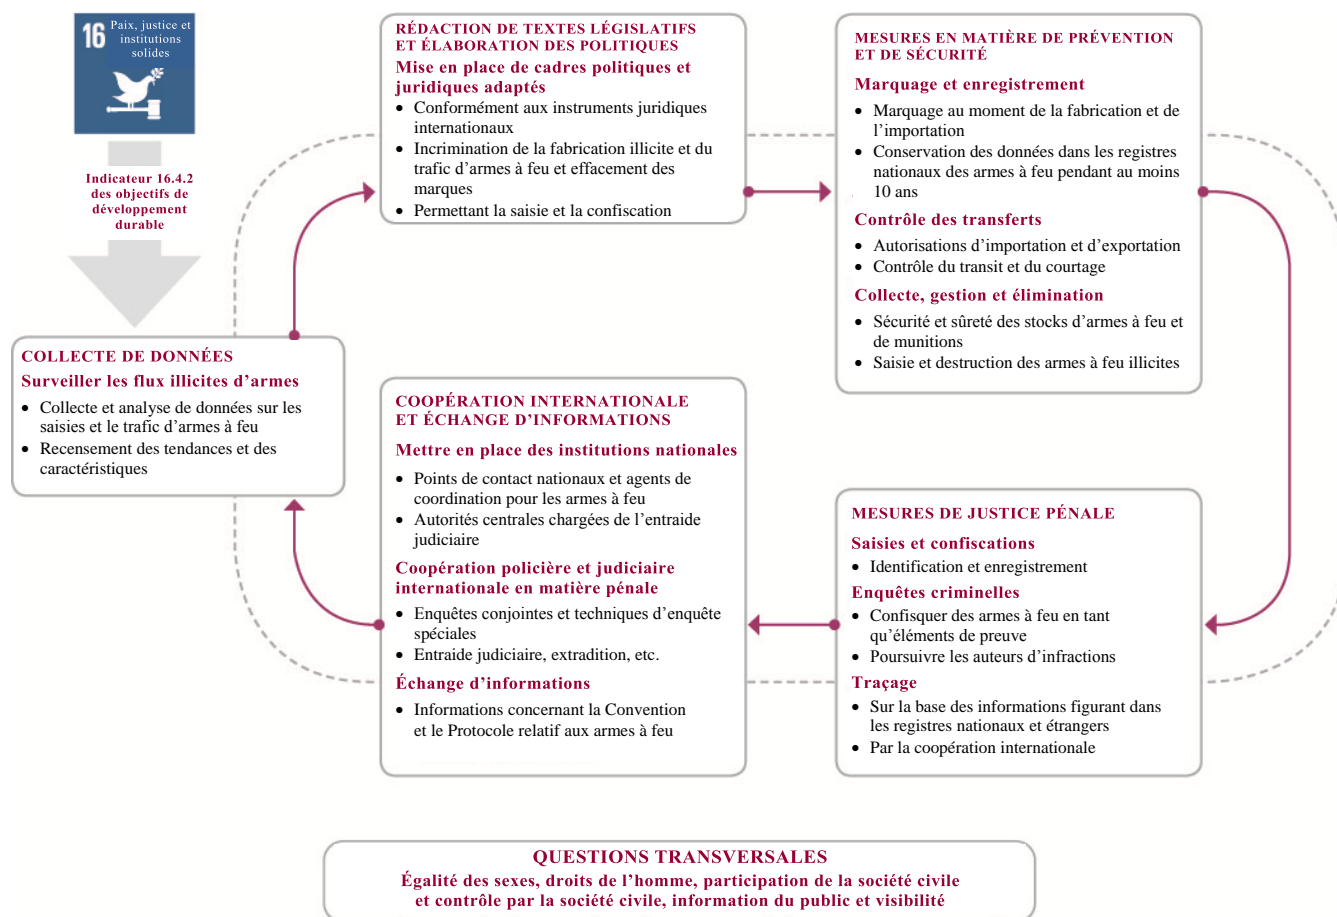 16 Paix, justice et
institutions
solides
Indicateur 16.4.2
des objectifs de
développement
durable
COLLECTE DE DONNÉES
Surveiller les flux illicites d'armes
• Collecte et analyse de données sur les
saisies et le trafic d'armes à feu
• Recensement des tendances et des
caractéristiques
RÉDACTION DE TEXTES LÉGISLATIFS
ET ÉLABORATION DES POLITIQUES
Mise en place de cadres politiques et
juridiques adaptés
• Conformément aux instruments juridiques
internationaux
• Incrimination de la fabrication illicite et du
trafic d'armes à feu et effacement des
marques
• Permettant la saisie et la confiscation
MESURES EN MATIÈRE DE PRÉVENTION
ET DE SÉCURITÉ
Marquage et enregistrement
• Marquage au moment de la fabrication et de
l'importation
• Conservation des données dans les registres
nationaux des armes à feu pendant au moins
10 ans
Contrôle des transferts
• Autorisations d'importation et d'exportation
• Contrôle du transit et du courtage
Collecte, gestion et élimination
• Sécurité et sûreté des stocks d'armes à feu et
de munitions
• Saisie et destruction des armes à feu illicites
MESURES DE JUSTICE PÉNALE
Saisies et confiscations
• Identification et enregistrement
Enquêtes criminelles
• Confisquer des armes à feu en tant
qu'éléments de preuve
• Poursuivre les auteurs d'infractions
Traçage
• Sur la base des informations figurant dans
les registres nationaux et étrangers
• Par la coopération internationale
COOPÉRATION INTERNATIONALE
ET ÉCHANGE D'INFORMATIONS
Mettre en place des institutions nationales
• Points de contact nationaux et agents de
coordination pour les armes à feu
• Autorités centrales chargées de l'entraide
judiciaire
Coopération policière et judiciaire
internationale en matière pénale
• Enquêtes conjointes et techniques d'enquête
spéciales
• Entraide judiciaire, extradition, etc.
Échange d'informations
• Informations concernant la Convention
et le Protocole relatif aux armes à feu
QUESTIONS TRANSVERSALES
Égalité des sexes, droits de l'homme, participation de la société civile
et contrôle par la société civile, information du public et visibilité